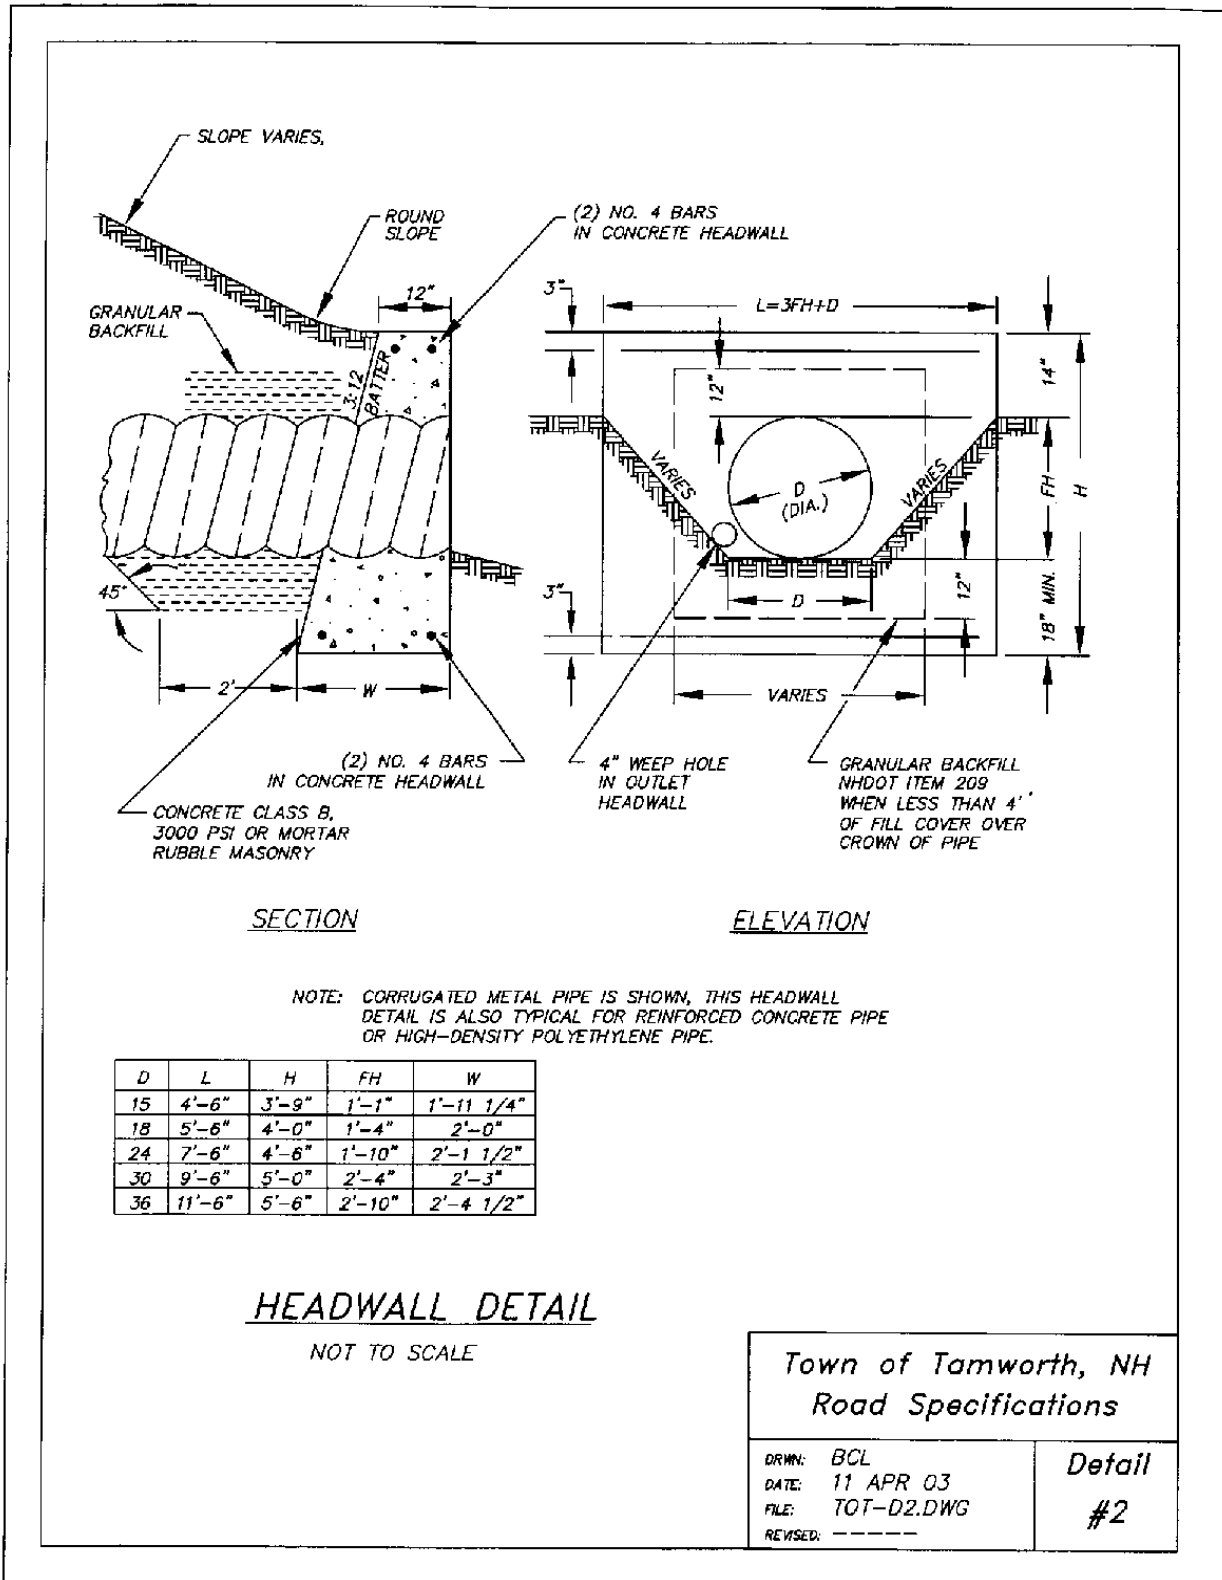 SLOPE VARIES,
ROUND
SLOPE
(2) NO. 4 BARS
IN CONCRETE HEADWALL
12"
GRANULAR
BACKFILL
3-12
BATTER
45°
2'
W
(2) NO. 4 BARS
IN CONCRETE HEADWALL
CONCRETE CLASS B,
3000 PSI OR MORTAR
RUBBLE MASONRY
3"
L=3FH+D
12"
14"
VARIES
D
(DIA.)
VARIES
FH
H
3"
D
12"
18" MIN.
VARIES
4" WEEP HOLE
IN OUTLET
HEADWALL
GRANULAR BACKFILL
NHDOT ITEM 209
WHEN LESS THAN 4'
OF FILL COVER OVER
CROWN OF PIPE
SECTION
ELEVATION
NOTE: CORRUGATED METAL PIPE IS SHOWN, THIS HEADWALL
DETAIL IS ALSO TYPICAL FOR REINFORCED CONCRETE PIPE
OR HIGH-DENSITY POLYETHYLENE PIPE.
D L H FH W
15 4'-6" 3'-9" 1'-1" 1'-11 1/4"
18 5'-6" 4'-0" 1'-4" 2'-0"
24 7'-6" 4'-6" 1'-10" 2'-1 1/2"
30 9'-6" 5'-0" 2'-4" 2'-3"
36 11'-6" 5'-6" 2'-10" 2'-4 1/2"
HEADWALL DETAIL
NOT TO SCALE
Town of Tamworth, NH
Road Specifications
DRWN: BCL
DATE: 11 APR 03
FILE: TOT-D2.DWG
REVISED: -----
Detail
#2